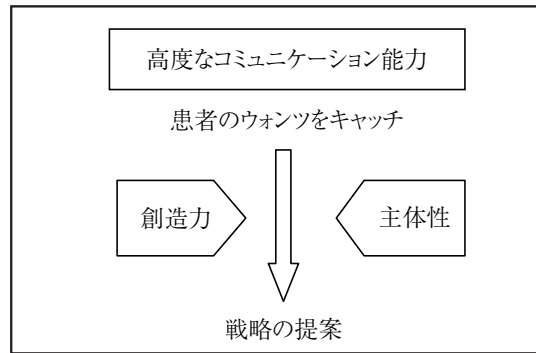 高度なコミュニケーション能力
患者のウォンツをキャッチ
創造力
主体性
戦略の提案